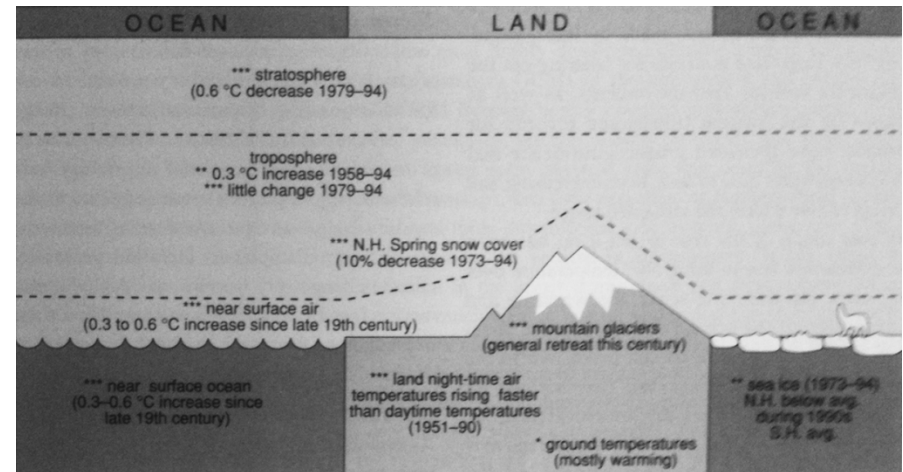 OCEAN LAND OCEAN
*** stratosphere
(0.6 °C decrease 1979–94)
troposphere
** 0.3 °C increase 1958–94
*** little change 1979–94
*** N.H. Spring snow cover
(10% decrease 1973–94)
*** near surface air
(0.3 to 0.6 °C increase since late 19th century)
*** mountain glaciers
(general retreat this century)
*** near surface ocean
(0.3–0.6 °C increase since
late 19th century)
*** land night-time air
temperatures rising faster
than daytime temperatures
(1951–90)
* ground temperatures
(mostly warming)
** sea ice (1973–94)
N.H. below avg.
during 1990s
S.H. avg.